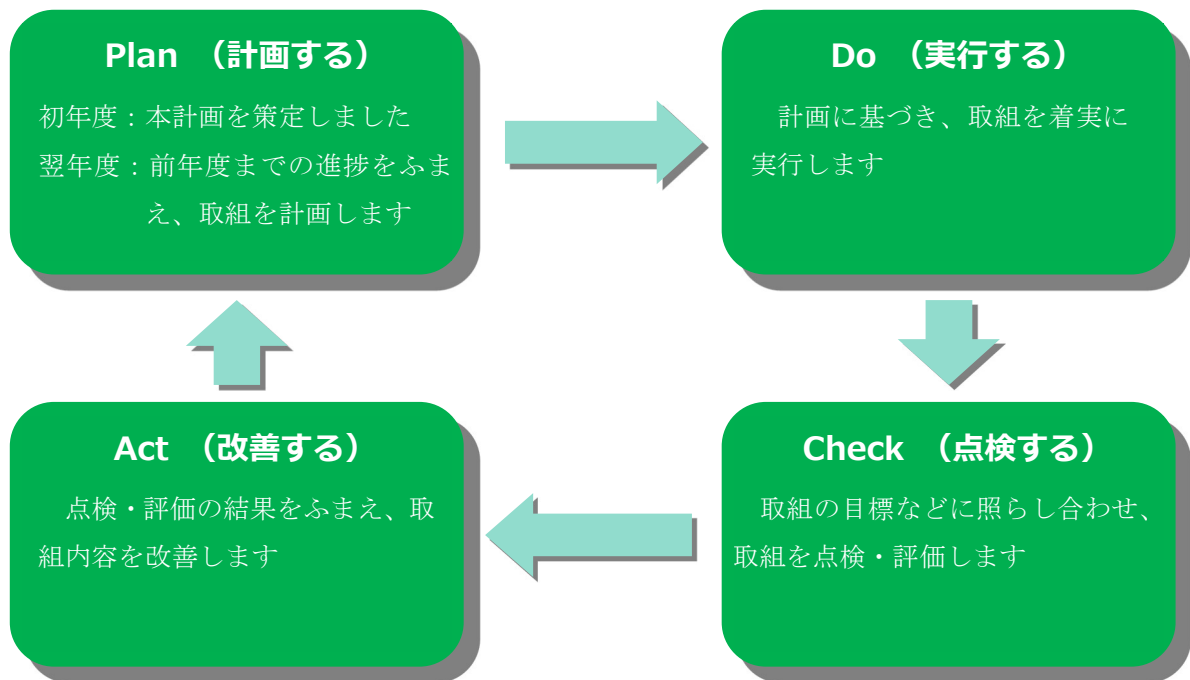 Plan （計画する）
初年度：本計画を策定しました
翌年度：前年度までの進捗をふま
え、取組を計画します
Do （実行する）
計画に基づき、取組を着実に
実行します
Act （改善する）
点検・評価の結果をふまえ、取
組内容を改善します
Check （点検する）
取組の目標などに照らし合わせ、
取組を点検・評価します